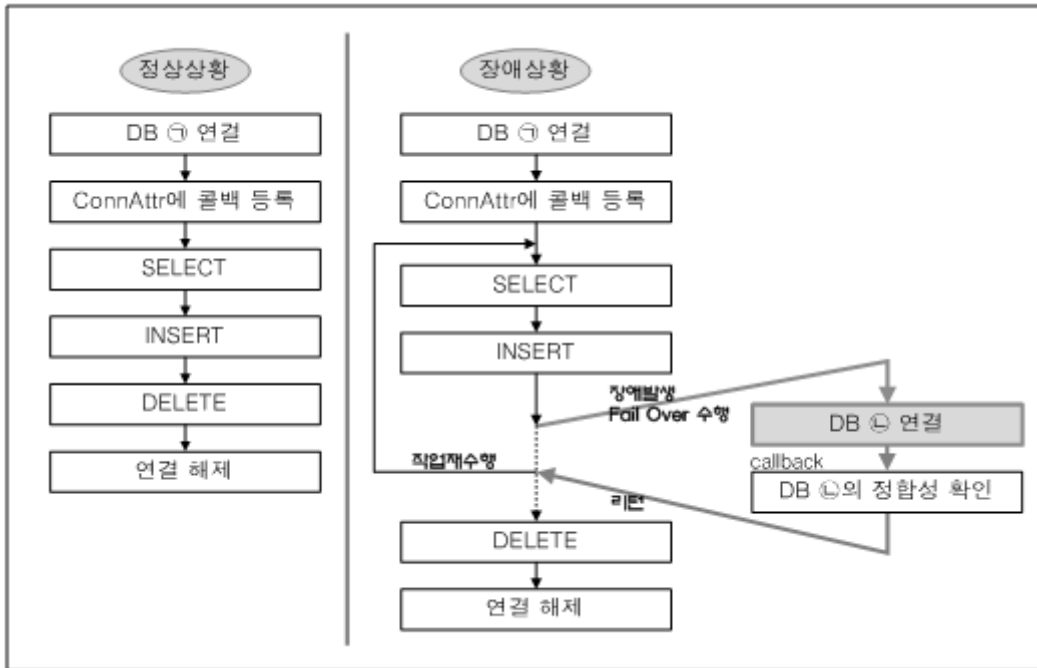 정상상황
DB ㉠ 연결
ConnAttr에 콜백 등록
SELECT
INSERT
DELETE
연결 해제
장애상황
DB ㉠ 연결
ConnAttr에 콜백 등록
SELECT
INSERT
장애발생
Fail Over 수행
DB ㉡ 연결
callback
DB ㉡의 정합성 확인
리턴
작업재수행
DELETE
연결 해제